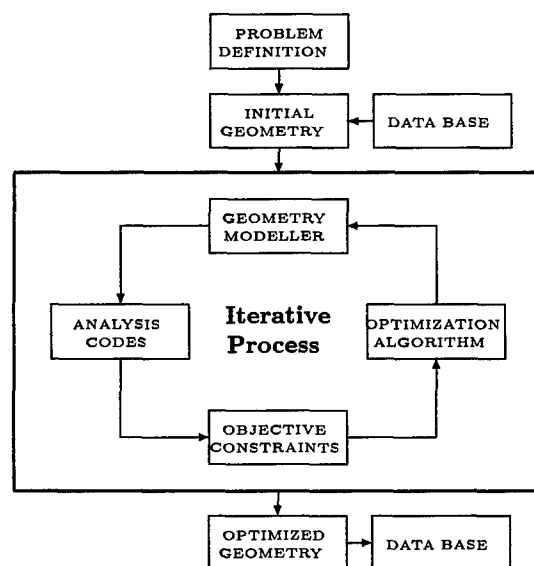 PROBLEM
DEFINITION
INITIAL
GEOMETRY
DATA BASE
GEOMETRY
MODELLER
ANALYSIS
CODES
Iterative
Process
OPTIMIZATION
ALGORITHM
OBJECTIVE
CONSTRAINTS
OPTIMIZED
GEOMETRY
DATA BASE